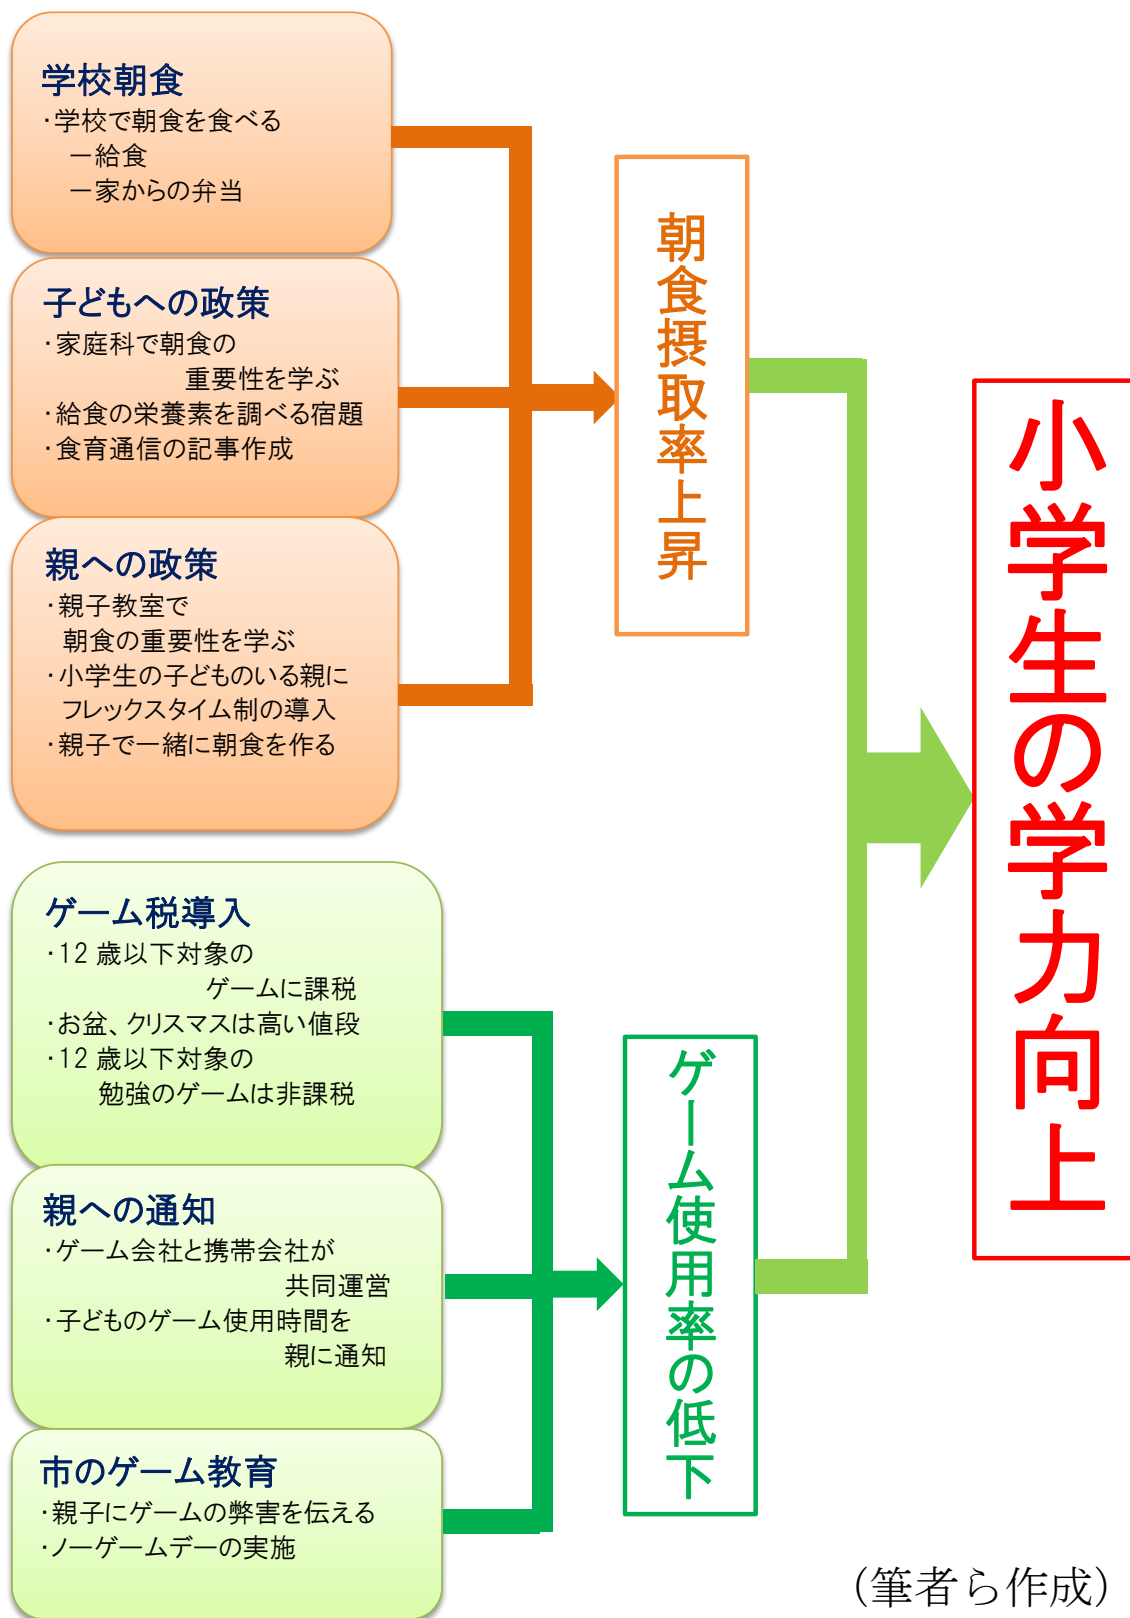 学校朝食
・学校で朝食を食べる
－給食
－家からの弁当
子どもへの政策
・家庭科で朝食の
重要性を学ぶ
・給食の栄養素を調べる宿題
・食育通信の記事作成
親への政策
・親子教室で
朝食の重要性を学ぶ
・小学生の子どものいる親に
フレックスタイム制の導入
・親子で一緒に朝食を作る
朝食摂取率上昇
ゲーム税導入
・12 歳以下対象の
ゲームに課税
・お盆、クリスマスは高い値段
・12 歳以下対象の
勉強のゲームは非課税
親への通知
・ゲーム会社と携帯会社が
共同運営
・子どものゲーム使用時間を
親に通知
市のゲーム教育
・親子にゲームの弊害を伝える
・ノーゲームデーの実施
ゲーム使用率の低下
小学生の学力向上
（筆者ら作成）